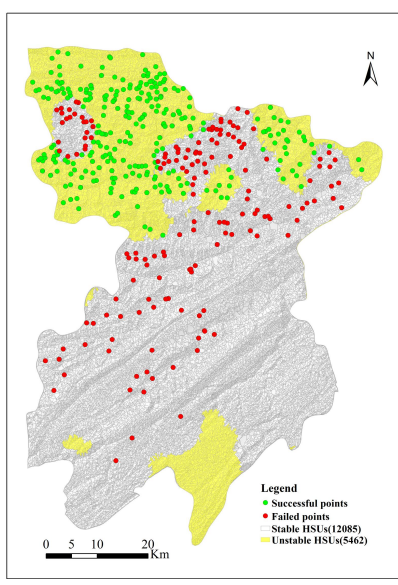 N
Legend
Successful points
Failed points
Stable HSUs(12085)
Unstable HSUs(5462)
0 5 10 20
Km